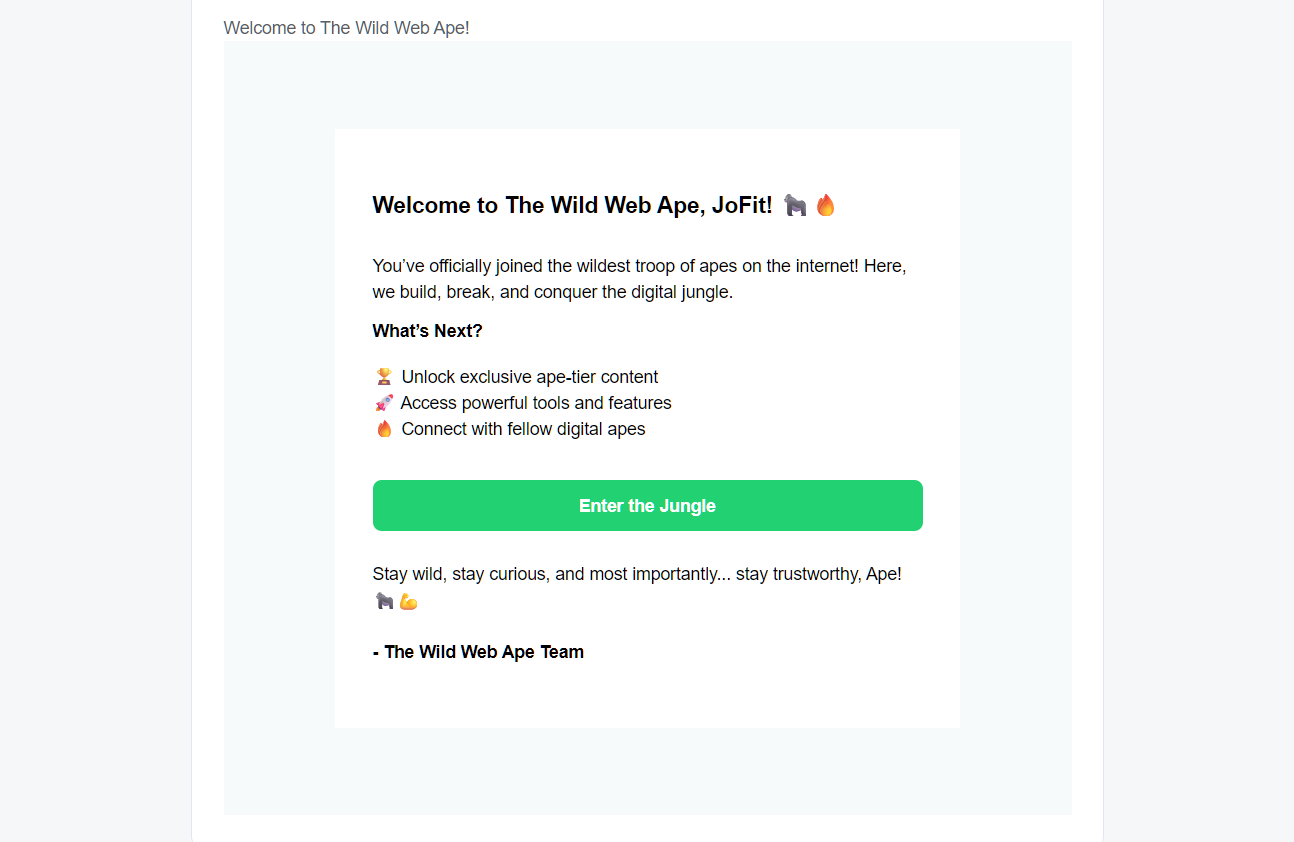 Welcome to The Wild Web Ape!
Welcome to The Wild Web Ape, JoFit! 🦍 🔥
You’ve officially joined the wildest troop of apes on the internet! Here,
we build, break, and conquer the digital jungle.
What’s Next?
🏆 Unlock exclusive ape-tier content
🚀 Access powerful tools and features
🔥 Connect with fellow digital apes
Enter the Jungle
Stay wild, stay curious, and most importantly... stay trustworthy, Ape!
🦍 💪
- The Wild Web Ape Team